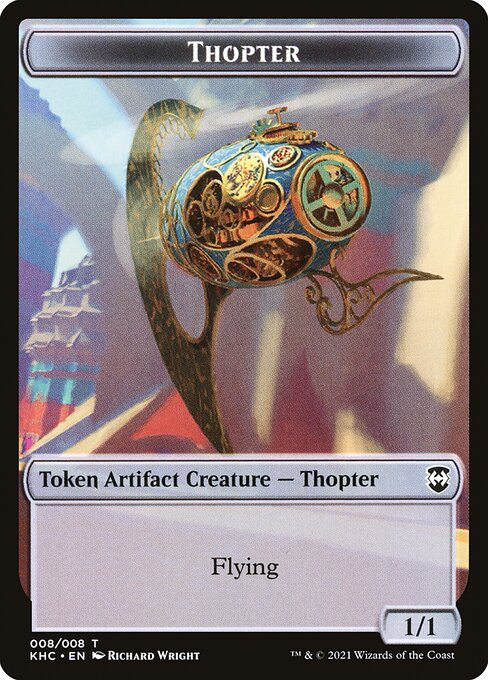 Thopter
Token Artifact Creature — Thopter
Flying
1/1
008/008 T
KHC • EN Richard Wright
™ & © 2021 Wizards of the Coast